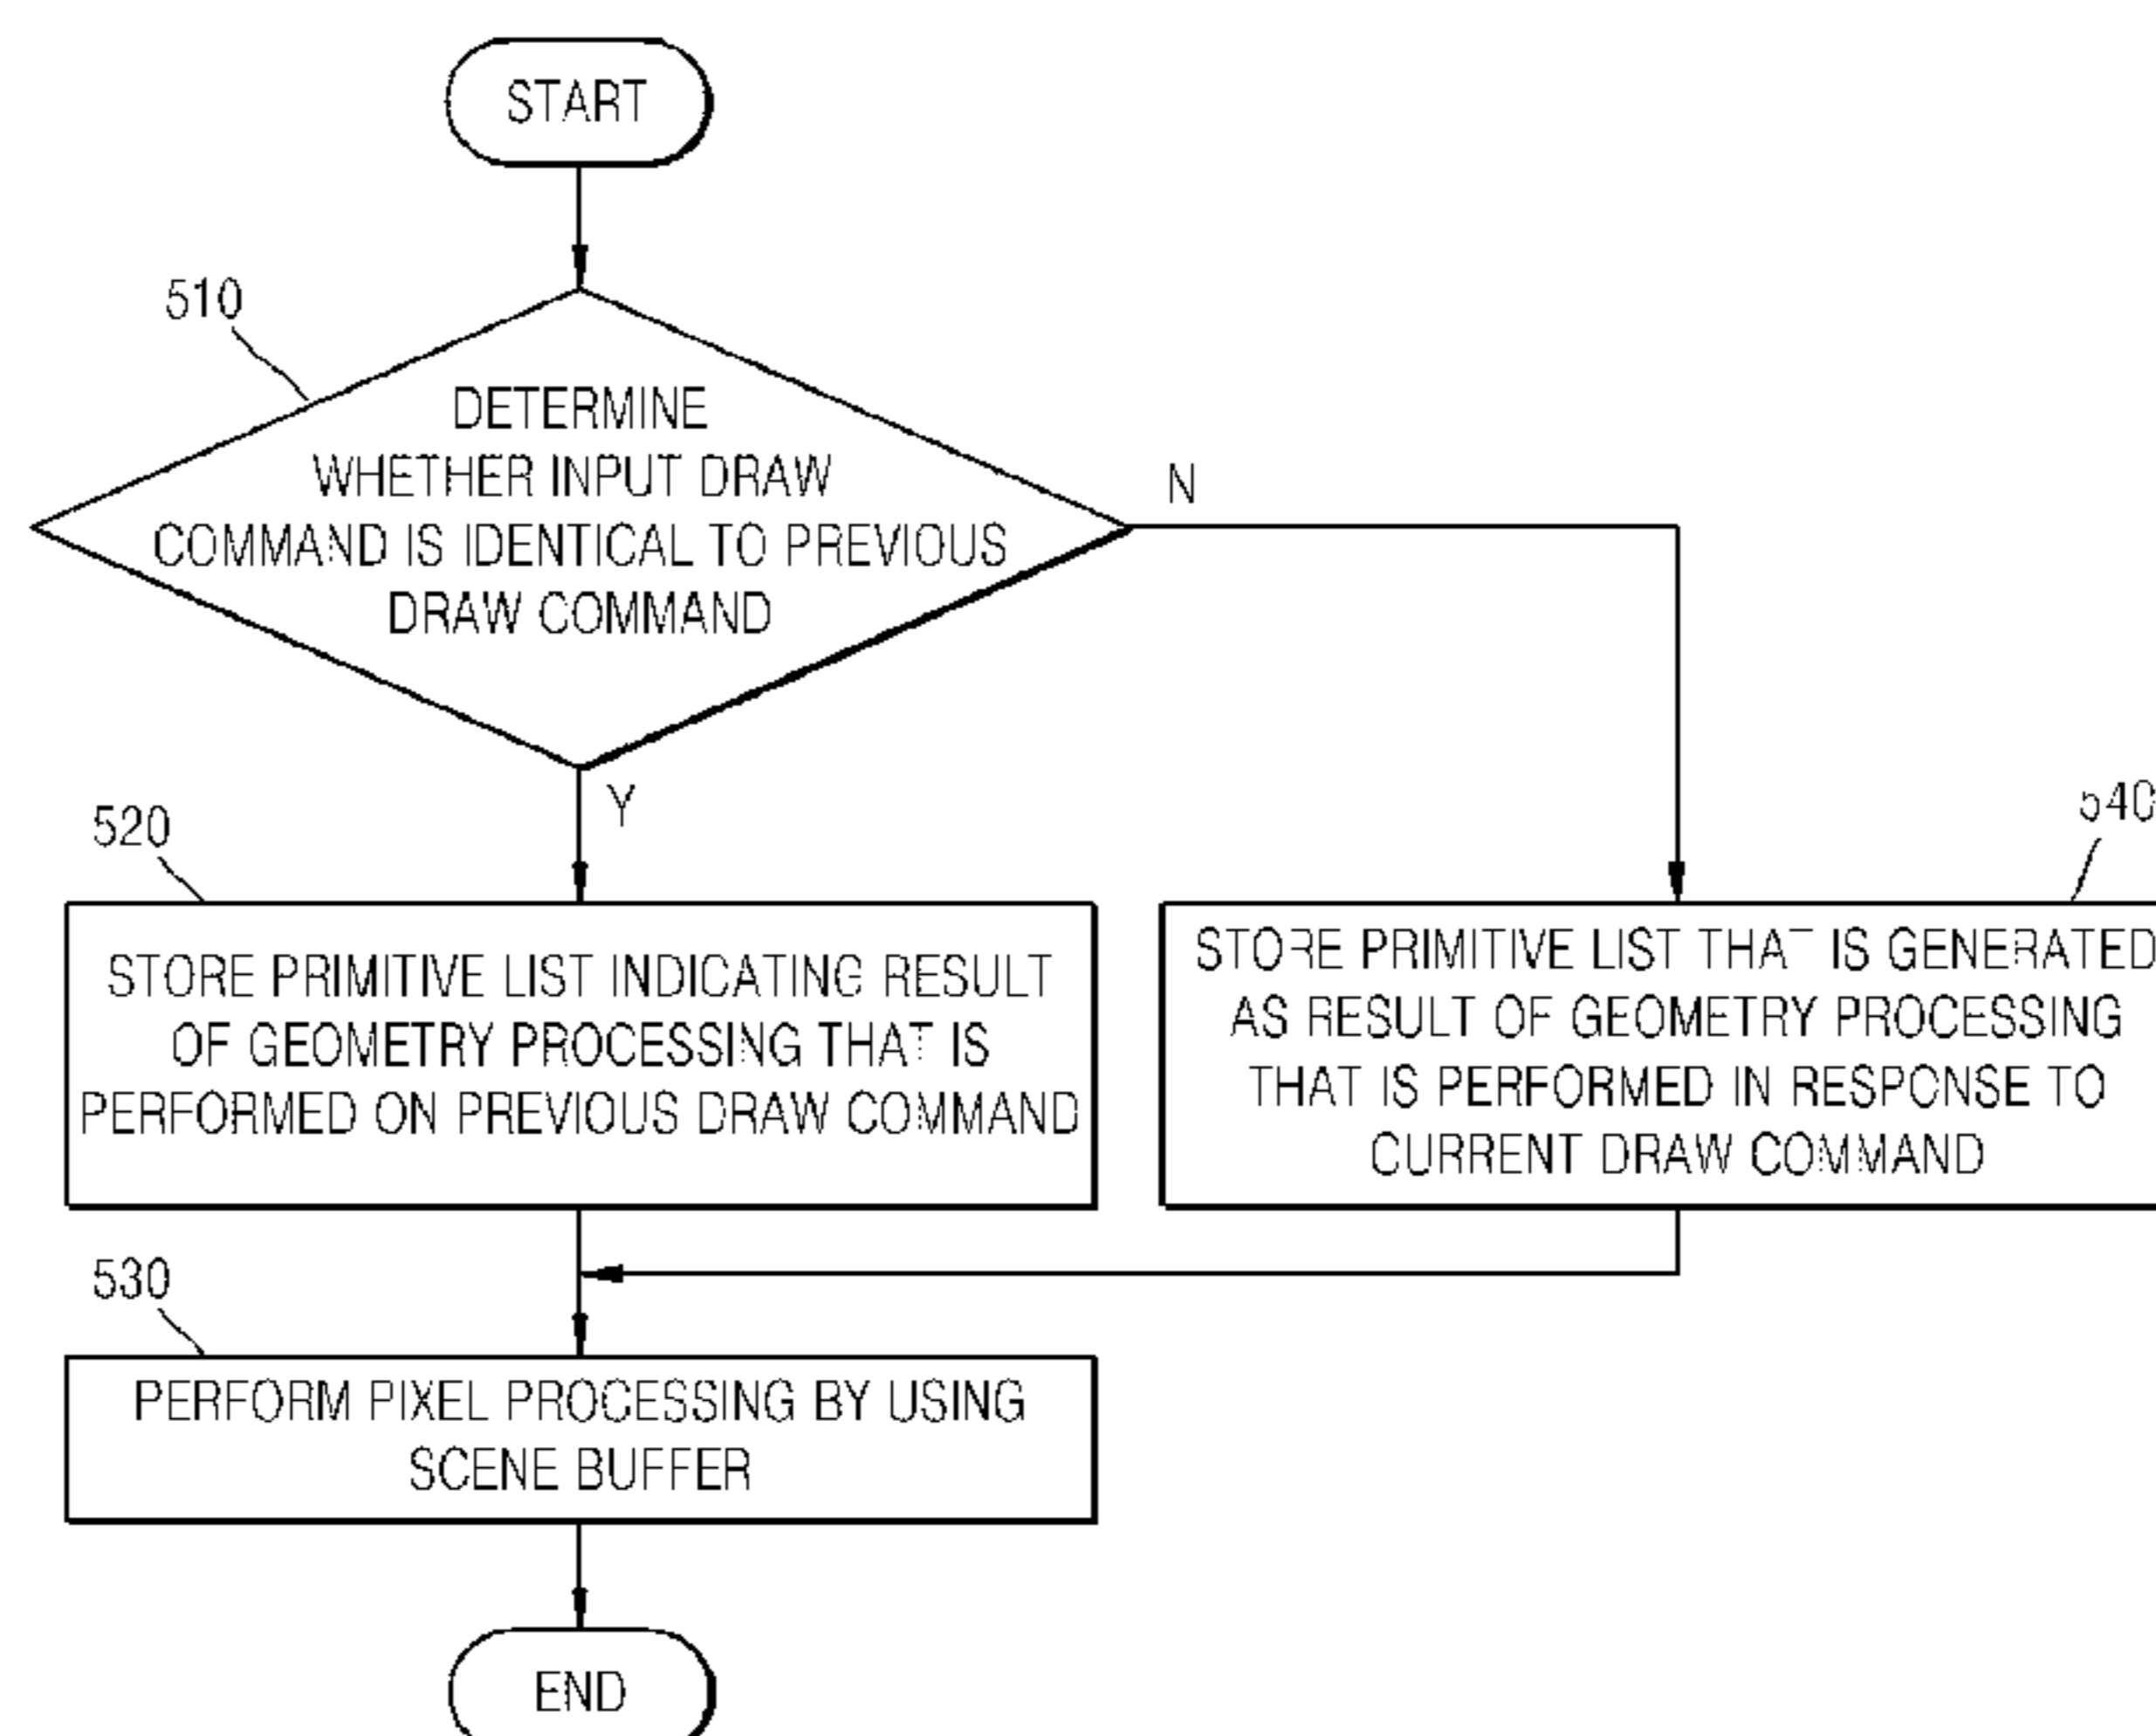 START
510
DETERMINE
WHETHER INPUT DRAW
COMMAND IS IDENTICAL TO PREVIOUS
DRAW COMMAND
N
Y
520
STORE PRIMITIVE LIST INDICATING RESULT
OF GEOMETRY PROCESSING THAT IS
PERFORMED ON PREVIOUS DRAW COMMAND
540
STORE PRIMITIVE LIST THAT IS GENERATED
AS RESULT OF GEOMETRY PROCESSING
THAT IS PERFORMED IN RESPONSE TO
CURRENT DRAW COMMAND
530
PERFORM PIXEL PROCESSING BY USING
SCENE BUFFER
END